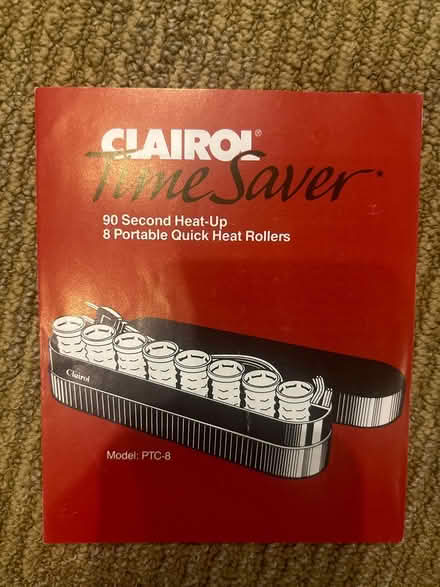 CLAIROL®
Time Saver
90 Second Heat-Up
8 Portable Quick Heat Rollers
Clairol
Model: PTC-8